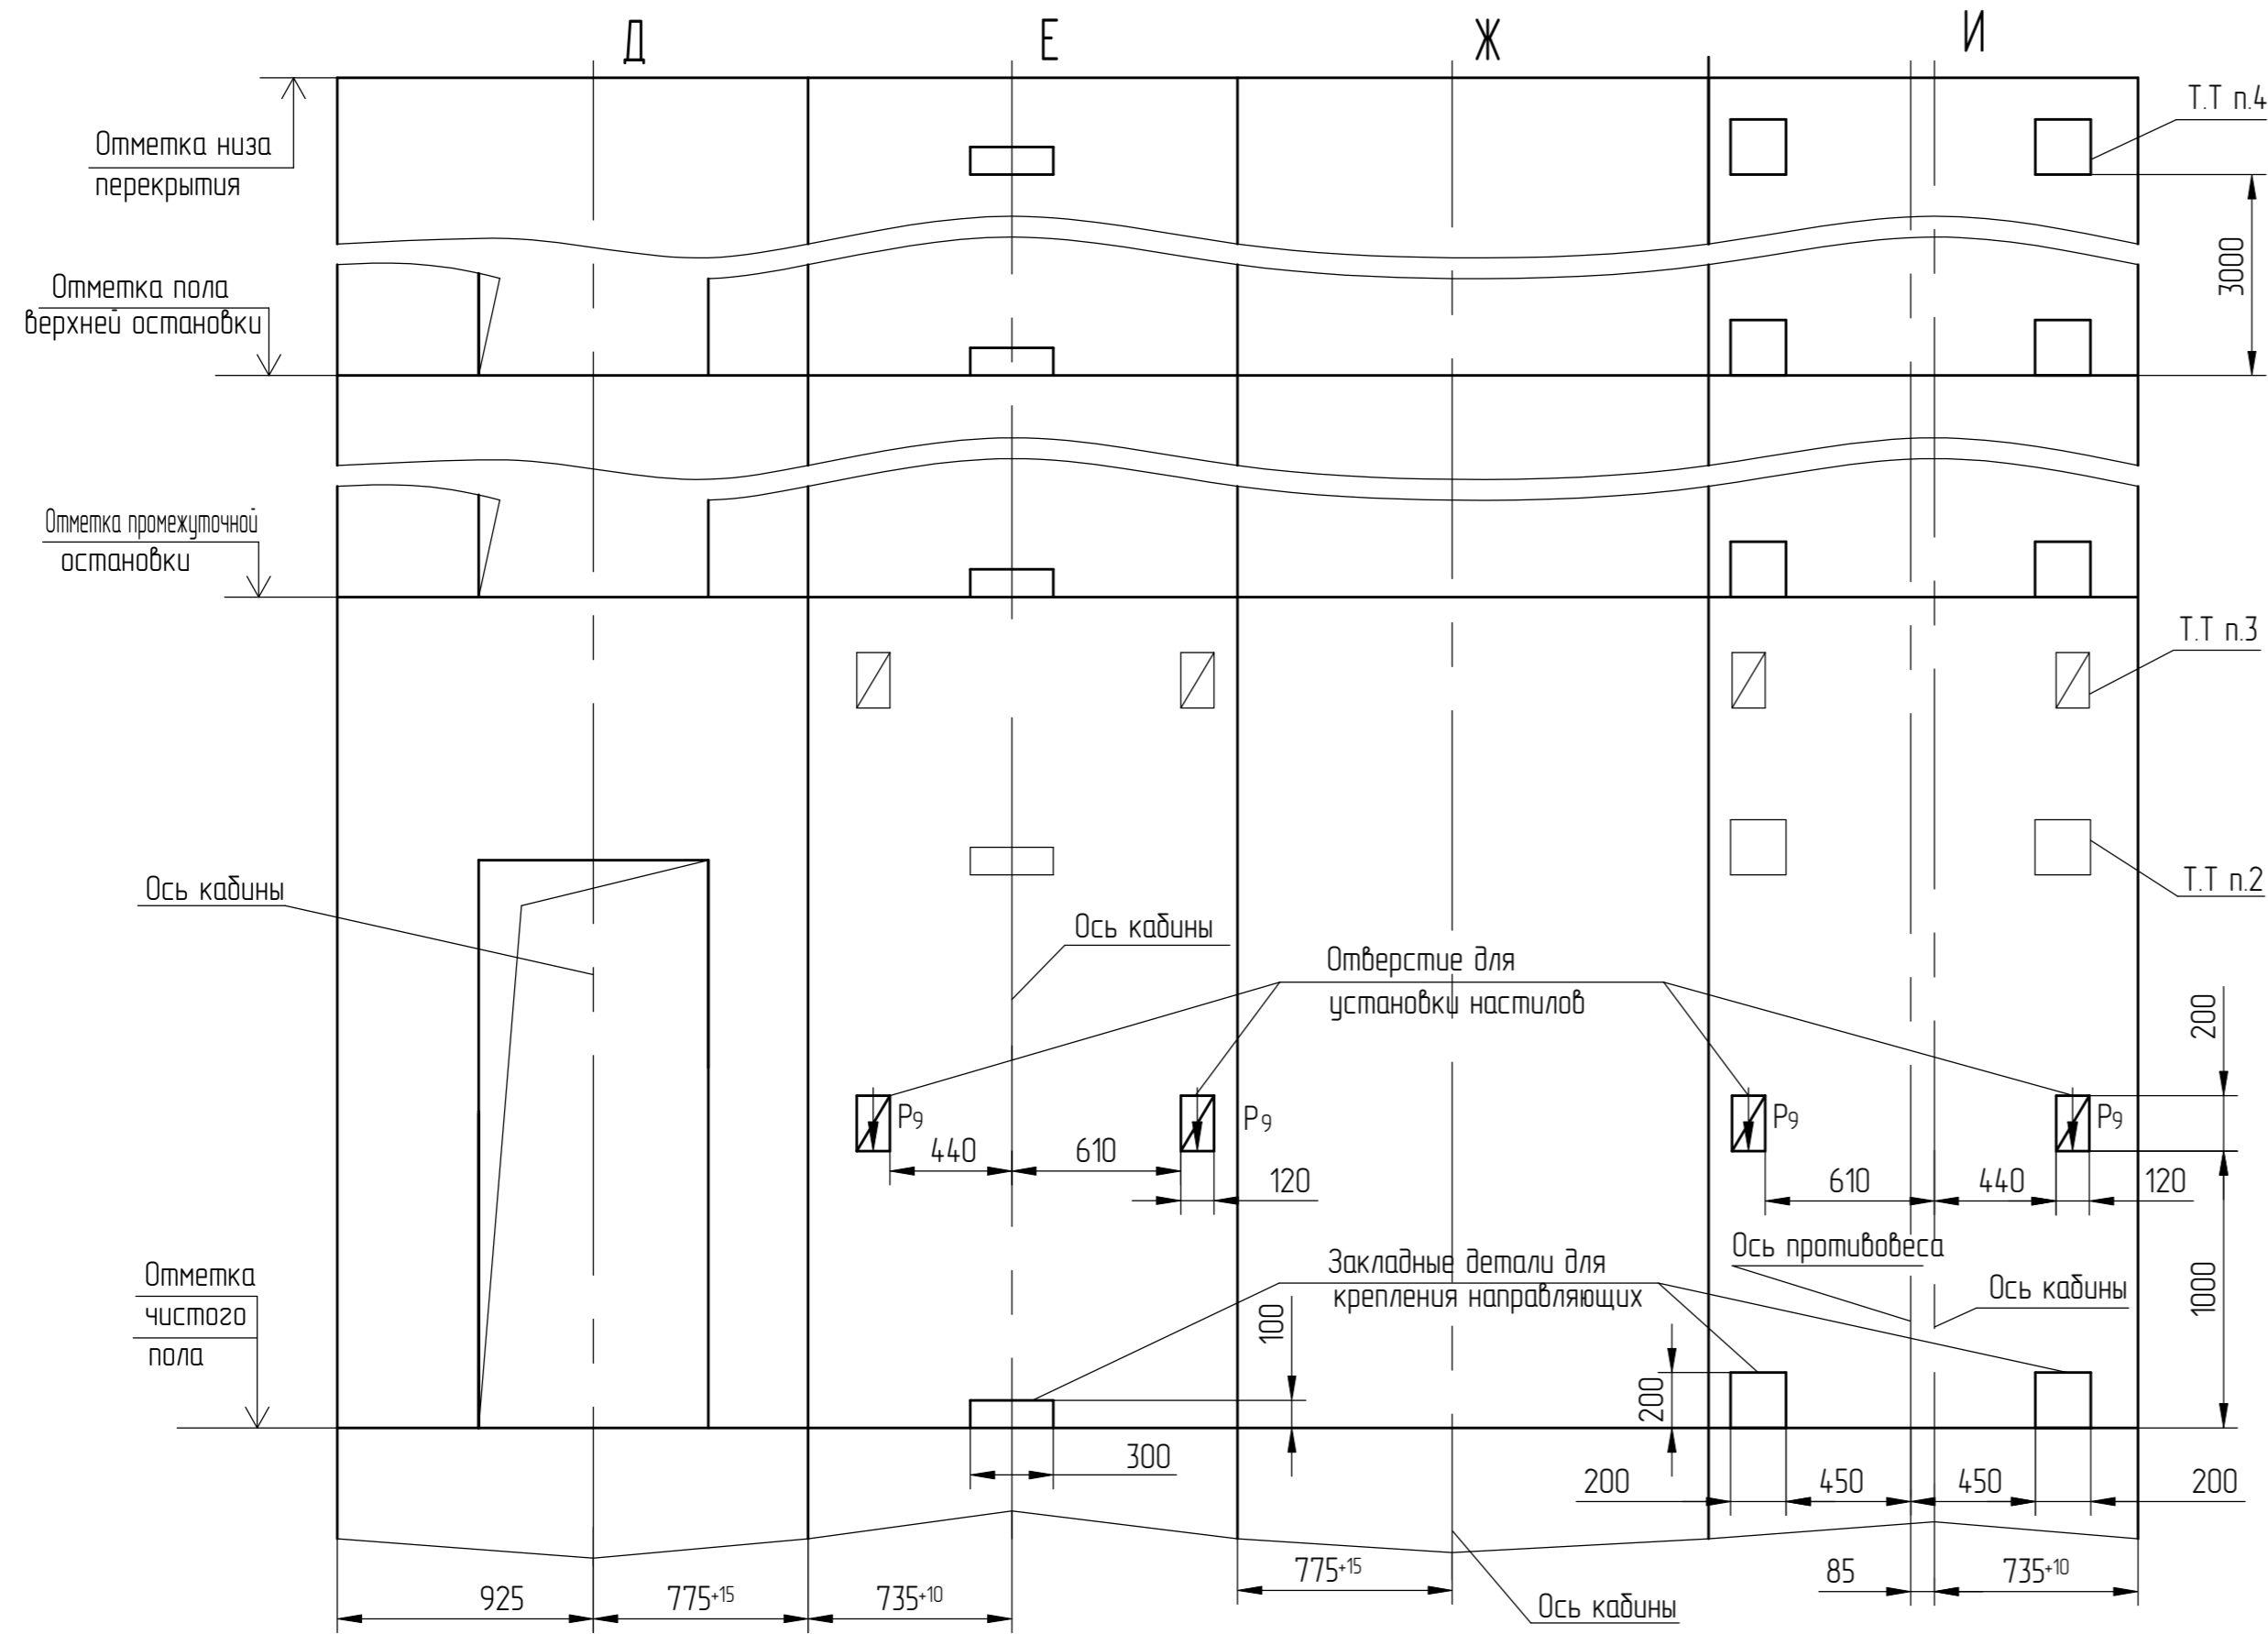 Д Е Ж И
Т.Т п.4
Отметка низа
перекрытия
3000
Отметка пола
верхней остановки
Отметка промежуточной
остановки
Т.Т п.3
Т.Т п.2
Ось кабины
Ось кабины
Отверстие для
установки настилов
200
Р9 Р9 Р9 Р9
440 610 120 610 440 120
1000
Ось противовеса
Ось кабины
Закладные детали для
крепления направляющих
Отметка
чистого
пола
100
200
300
200 450 450 200
925 775+15 735+10 775+15 85 735+10
Ось кабины